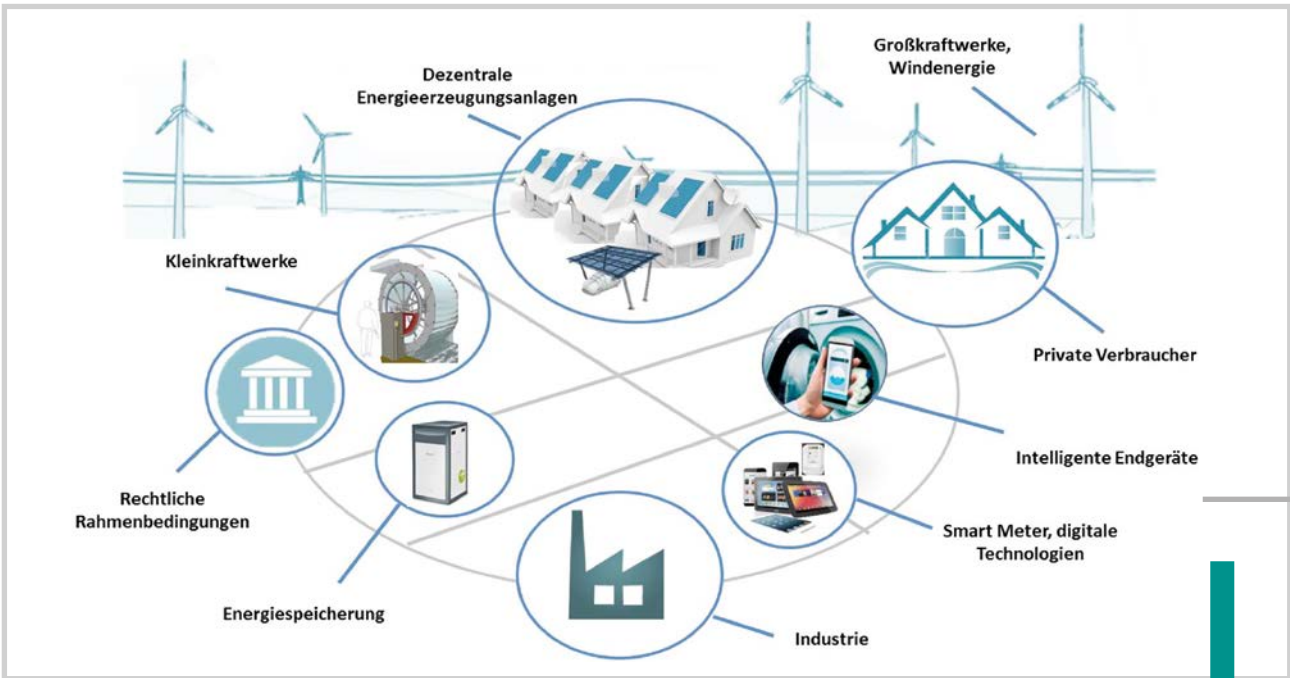 Großkraftwerke,
Windenergie
Dezentrale
Energieerzeugungsanlagen
Kleinkraftwerke
Private Verbraucher
Intelligente Endgeräte
Rechtliche
Rahmenbedingungen
Smart Meter, digitale
Technologien
Energiespeicherung
Industrie